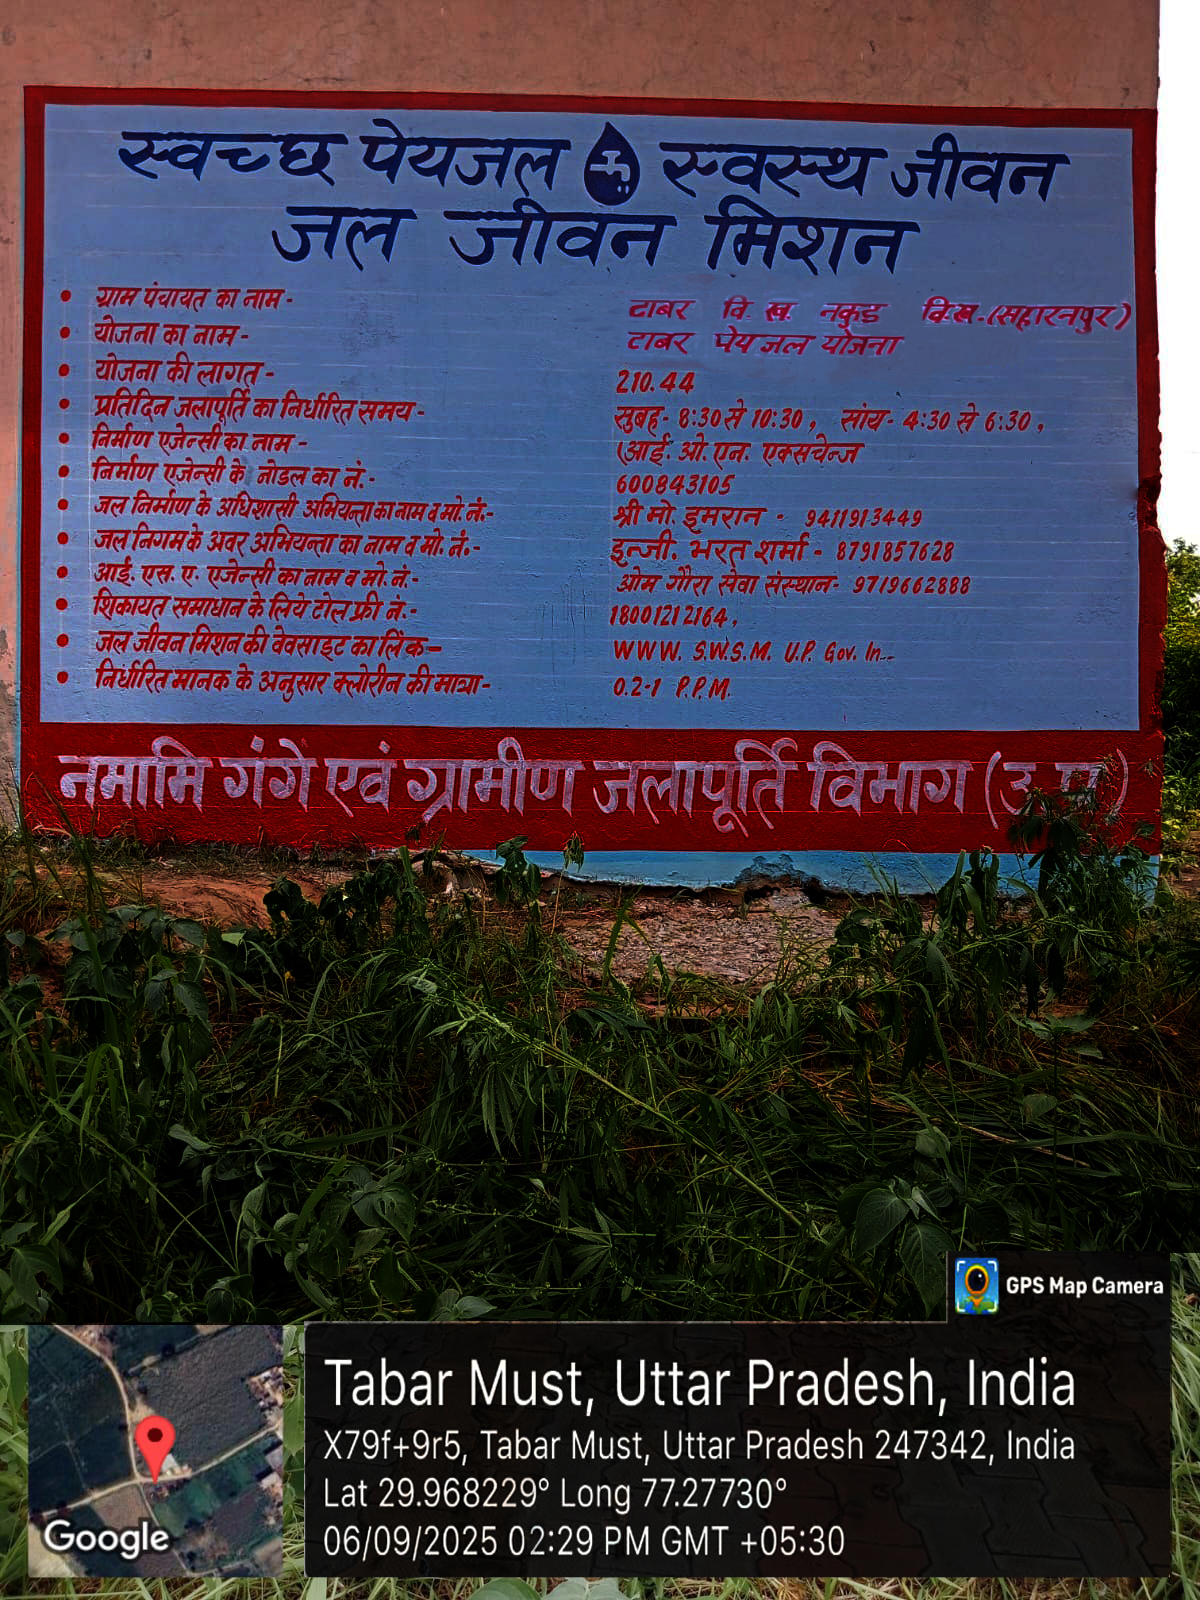 स्वच्छ पेयजल स्वस्थ जीवन
जल जीवन मिशन
• ग्राम पंचायत का नाम- टाबर वि. ख. नकुड वि.ख.-(सहारनपुर)
• योजना का नाम- टाबर पेयजल योजना
• योजना की लागत- 210.44
• प्रतिदिन जलापूर्ति का निर्धारित समय- सुबह- 8:30 से 10:30, सांय- 4:30 से 6:30,
• निर्माण एजेन्सी का नाम- (आई. ओ. एन. एक्सचेन्ज
• निर्माण एजेन्सी के नोडल का नं.- 600843105
• जल निर्माण के अधिशासी अभियन्ता का नाम व मो. नं.- श्री मो. इमरान - 9411913449
• जल निगम के अवर अभियन्ता का नाम व मो. नं.- इन्जी. भरत शर्मा - 8791857628
• आई. एस. ए. एजेन्सी का नाम व मो. नं.- ओम गौरा सेवा संस्थान- 9719662888
• शिकायत समाधान के लिये टोल फ्री नं.- 18001212164,
• जल जीवन मिशन की वेवसाइट का लिंक- WWW. S.W.S.M. U.P. Gov. In..
• निर्धारित मानक के अनुसार क्लोरीन की मात्रा- 0.2-1 P.P.M.
नमामि गंगे एवं ग्रामीण जलापूर्ति विभाग (उ.प्र.)
GPS Map Camera
Tabar Must, Uttar Pradesh, India
X79f+9r5, Tabar Must, Uttar Pradesh 247342, India
Lat 29.968229° Long 77.27730°
06/09/2025 02:29 PM GMT +05:30
Google